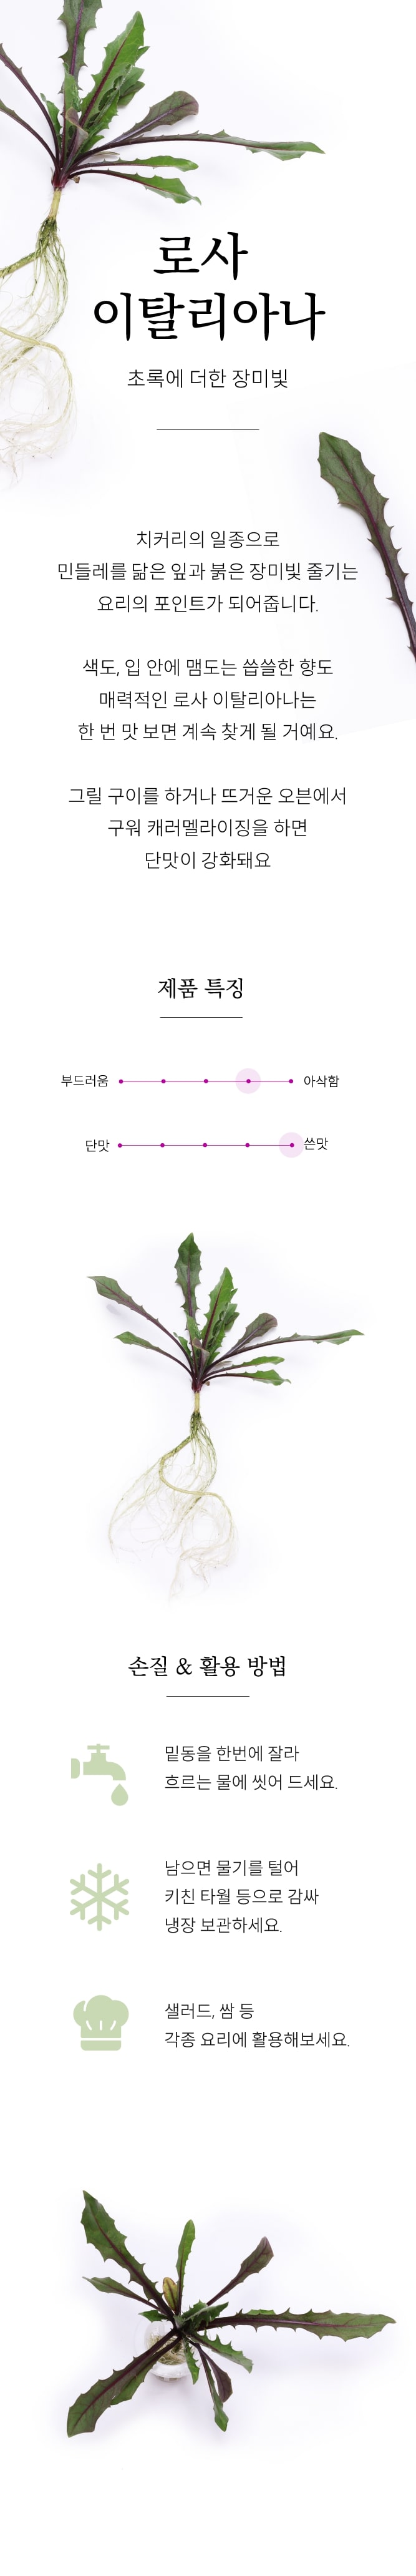 로사
이탈리아나
초록에 더한 장미빛
치커리의 일종으로
민들레를 닮은 잎과 붉은 장미빛 줄기는
요리의 포인트가 되어줍니다.
색도, 입 안에 맴도는 씁쓸한 향도
매력적인 로사 이탈리아나는
한 번 맛 보면 계속 찾게 될 거예요.
그릴 구이를 하거나 뜨거운 오븐에서
구워 캐러멜라이징을 하면
단맛이 강화돼요
제품 특징
부드러움 아삭함
단맛 쓴맛
손질 & 활용 방법
밑동을 한번에 잘라
흐르는 물에 씻어 드세요.
남으면 물기를 털어
키친 타월 등으로 감싸
냉장 보관하세요.
샐러드, 쌈 등
각종 요리에 활용해보세요.